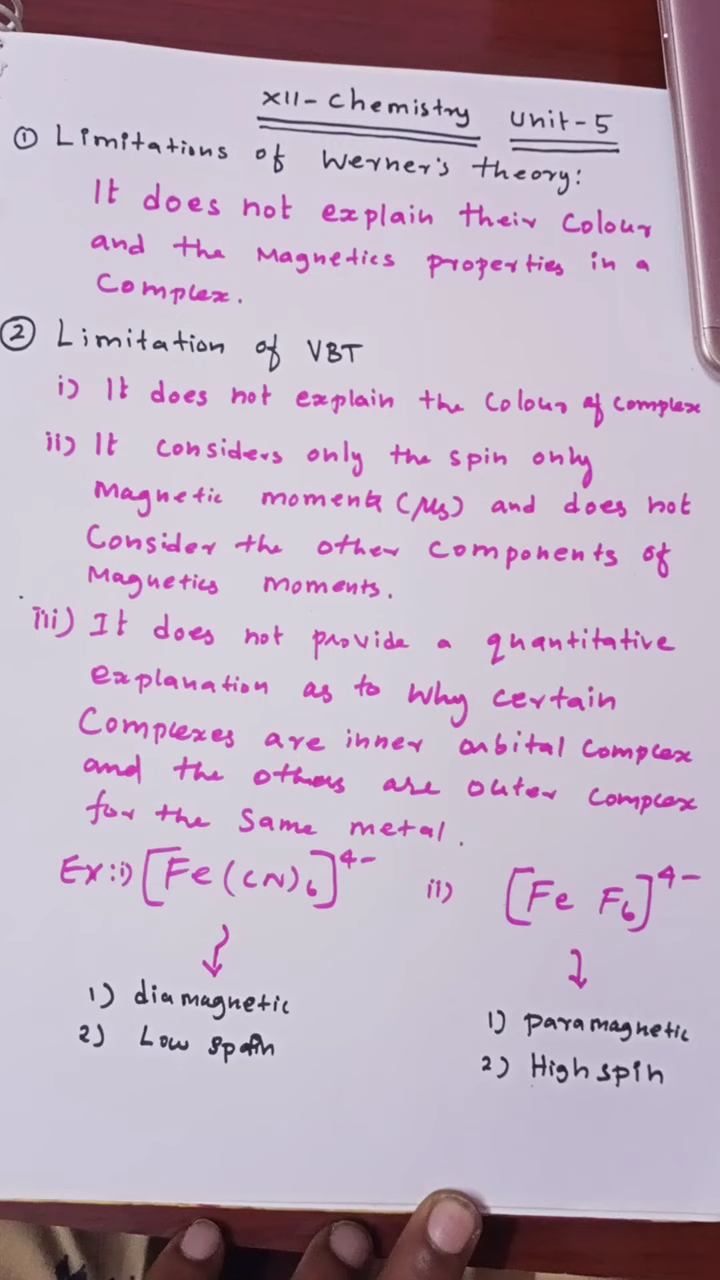 XII- Chemistry Unit-5
① Limitations of Werner's theory:
It does not explain their colour
and the Magnetics properties in a
Complex.
② Limitation of VBT
i) It does not explain the colour of complex
ii) It considers only the spin only
Magnetic moment (μs) and does not
Consider the other components of
Magnetics moments.
iii) It does not provide a quantitative
explanation as to why certain
Complexes are inner orbital complex
and the others are outer complex
for the same metal.
Ex: i) [Fe(CN)6]4- ii) [Fe F6]4-
1) diamagnetic
2) Low spin
1) paramagnetic
2) High spin